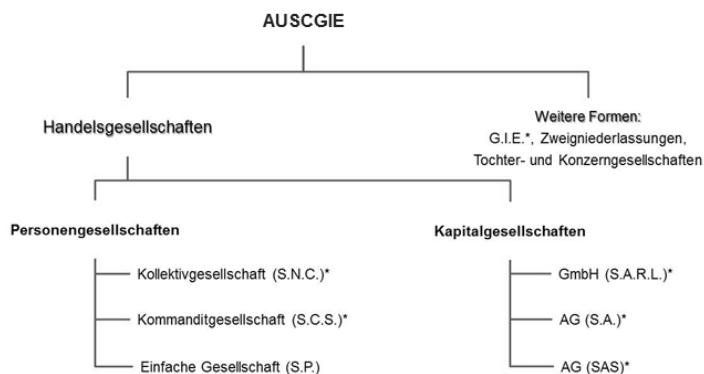 AUSCGIE
Handelsgesellschaften
Weitere Formen:
G.I.E.*, Zweigniederlassungen,
Tochter- und Konzerngesellschaften
Personengesellschaften
Kollektivgesellschaft (S.N.C.)*
Kommanditgesellschaft (S.C.S.)*
Einfache Gesellschaft (S.P.)
Kapitalgesellschaften
GmbH (S.A.R.L.)*
AG (S.A.)*
AG (SAS)*